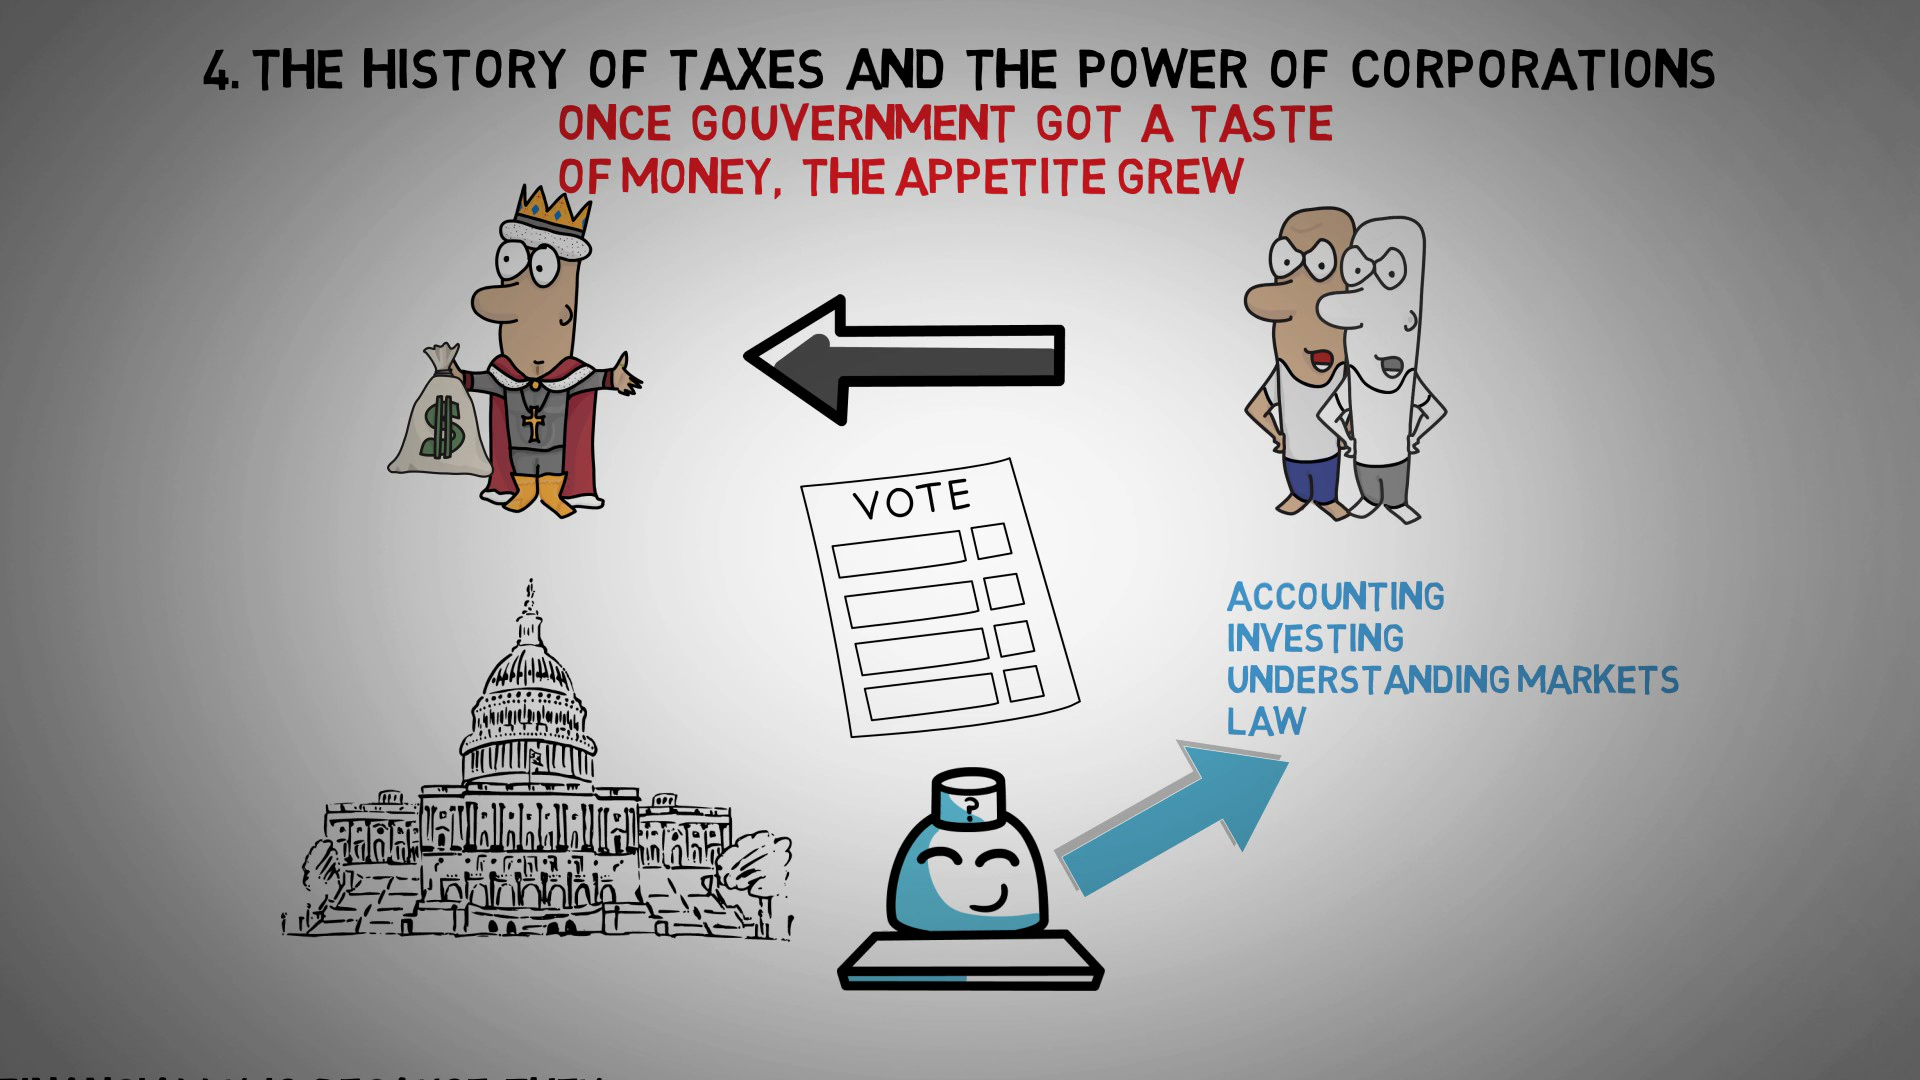 4. THE HISTORY OF TAXES AND THE POWER OF CORPORATIONS
ONCE GOUVERNMENT GOT A TASTE
OF MONEY, THE APPETITE GREW
$
VOTE
ACCOUNTING
INVESTING
UNDERSTANDING MARKETS
LAW
?